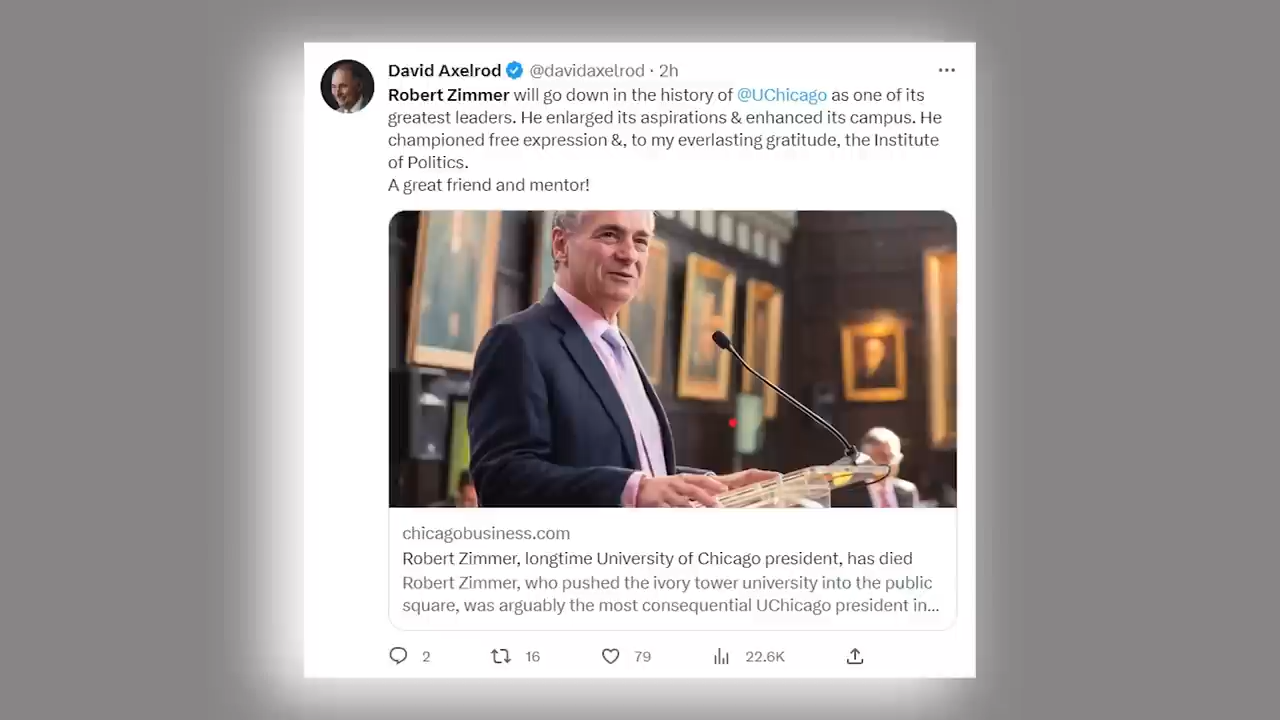 David Axelrod @davidaxelrod · 2h
Robert Zimmer will go down in the history of @UChicago as one of its
greatest leaders. He enlarged its aspirations & enhanced its campus. He
championed free expression &, to my everlasting gratitude, the Institute
of Politics.
A great friend and mentor!
chicagobusiness.com
Robert Zimmer, longtime University of Chicago president, has died
Robert Zimmer, who pushed the ivory tower university into the public
square, was arguably the most consequential UChicago president in...
2 16 79 22.6K